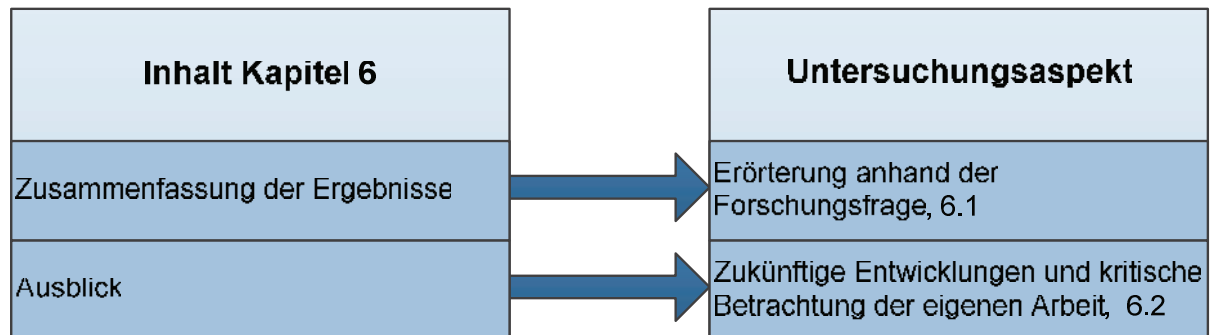 Inhalt Kapitel 6
Untersuchungsaspekt
Zusammenfassung der Ergebnisse
Erörterung anhand der
Forschungsfrage, 6.1
Ausblick
Zukünftige Entwicklungen und kritische
Betrachtung der eigenen Arbeit, 6.2